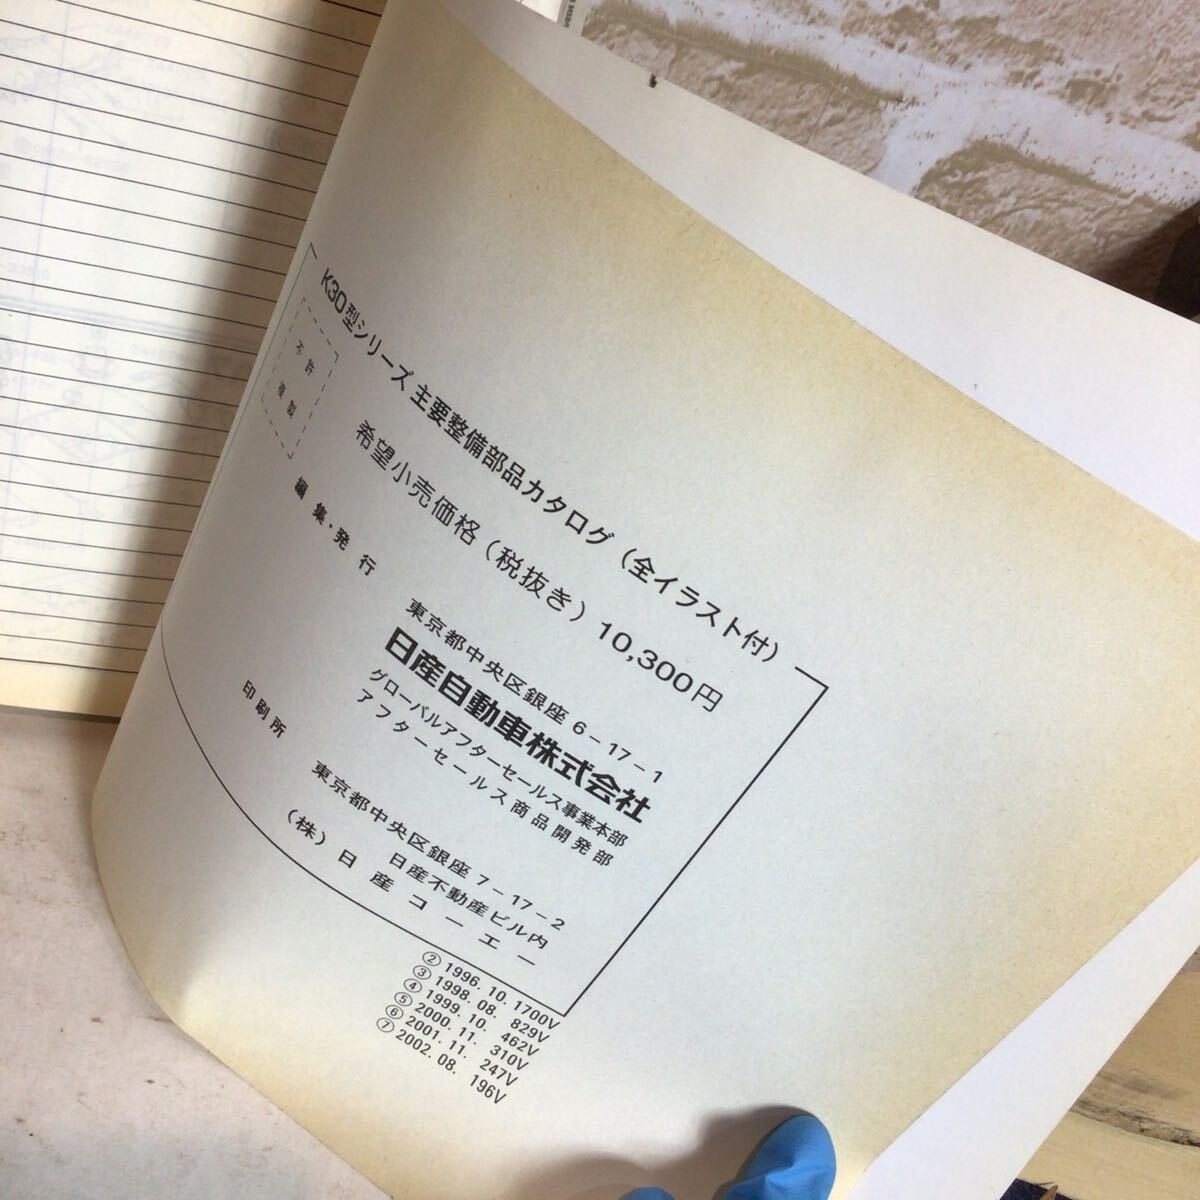 K30型シリーズ 主要整備部品カタログ（全イラスト付）
不許
複製
希望小売価格（税抜き）10,300円
編集・発行
東京都中央区銀座6-17-1
日産自動車株式会社
グローバルアフターセールス事業本部
アフターセールス商品開発部
印刷所
東京都中央区銀座7-17-2
日産不動産ビル内
（株）日産コーエー
② 1996. 10. 1700V
③ 1998. 08. 829V
④ 1999. 10. 462V
⑤ 2000. 11. 310V
⑥ 2001. 11. 247V
⑦ 2002. 08. 196V